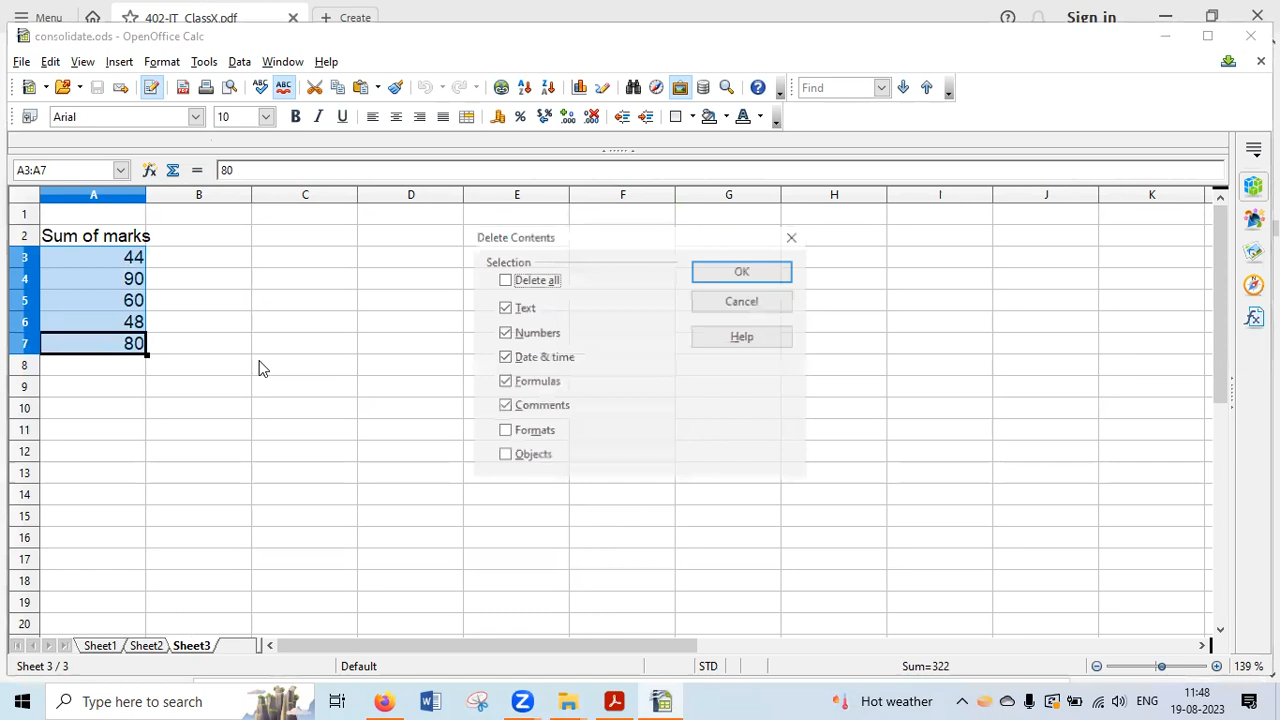 Menu
402-IT_ClassX.pdf
Create
Sign in
consolidate.ods - OpenOffice Calc
File Edit View Insert Format Tools Data Window Help
Find
Arial 10
A3:A7 80
A B C D E F G H I J K
1
2 Sum of marks
3 44
4 90
5 60
6 48
7 80
8
9
10
11
12
13
14
15
16
17
18
19
20
Delete Contents
Selection
Delete all
Text
Numbers
Date & time
Formulas
Comments
Formats
Objects
OK
Cancel
Help
Sheet1 Sheet2 Sheet3
Sheet 3 / 3 Default STD Sum=322 139 %
Type here to search
Hot weather
ENG
11:48
19-08-2023